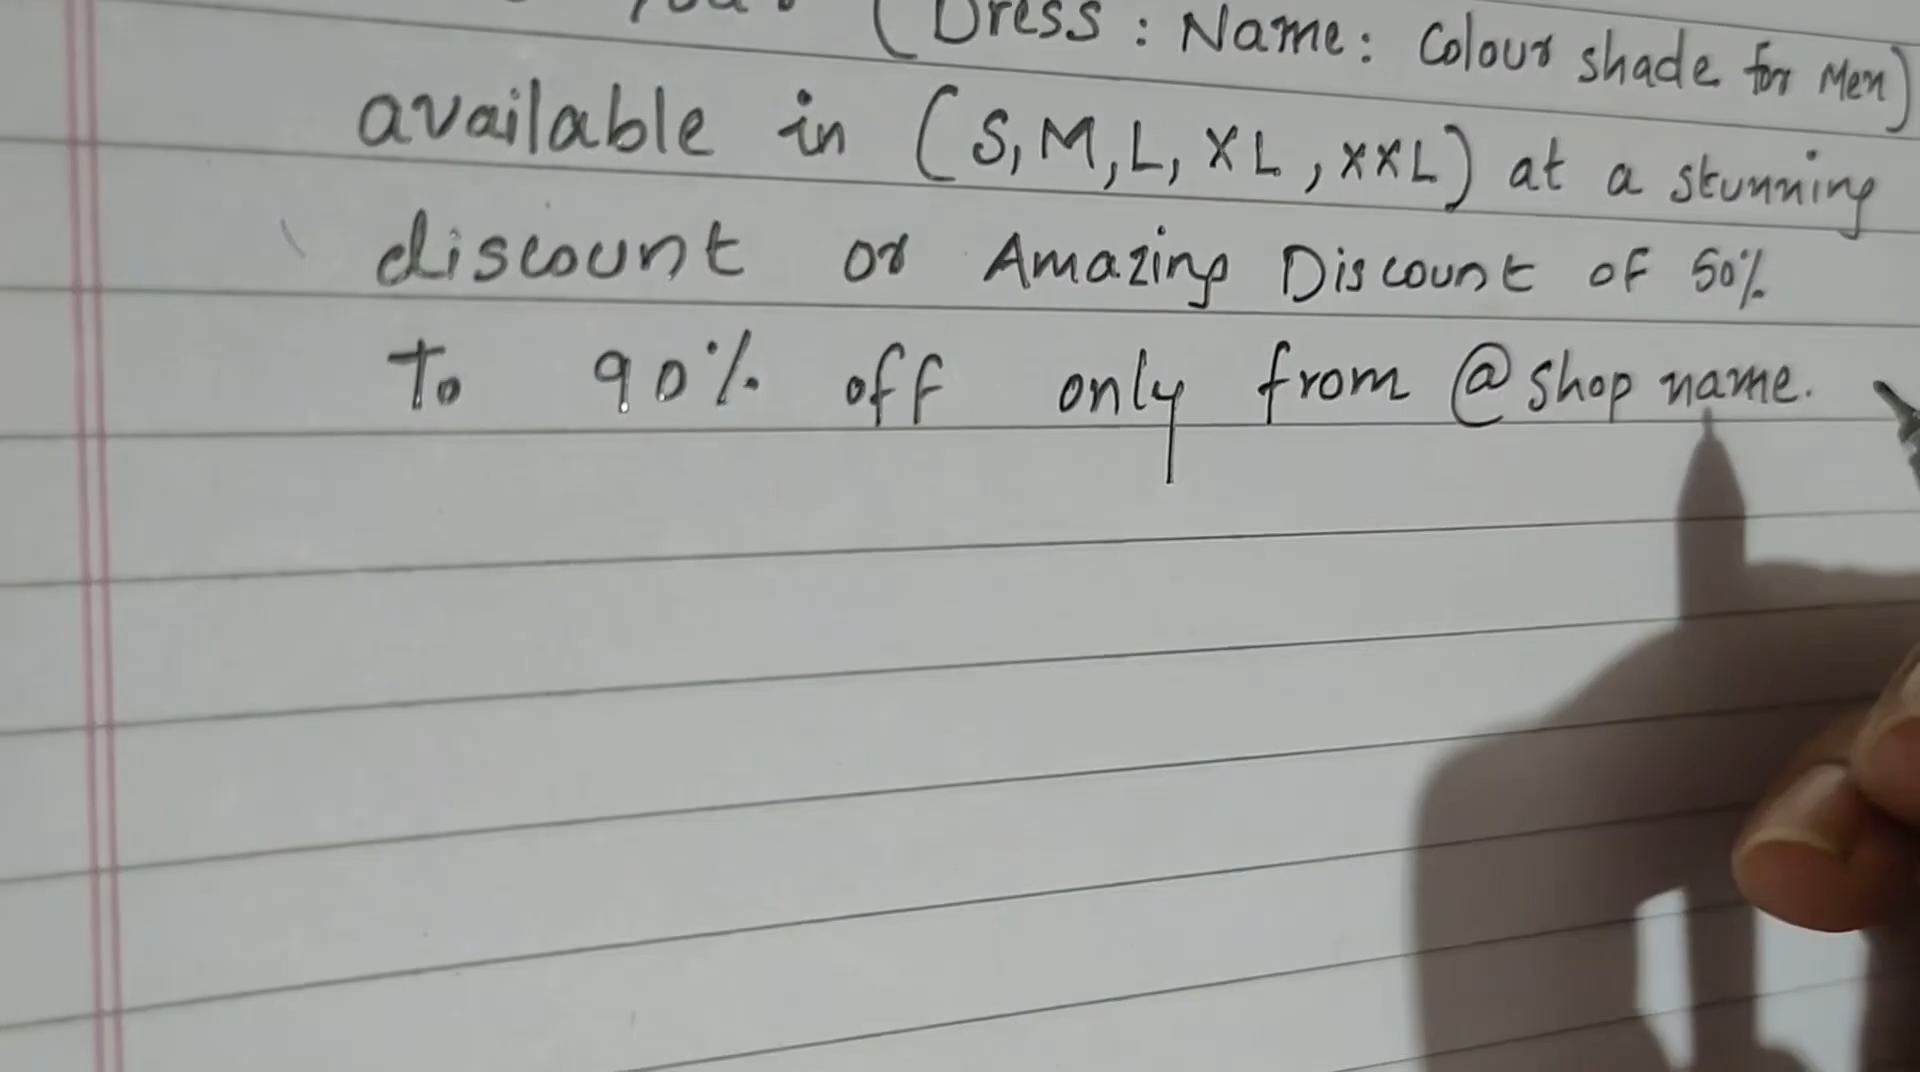 You. (Dress : Name: Colour shade for Men)
available in (S, M, L, XL, XXL) at a stunning
discount or Amazing Discount of 50%
To 90% off only from @shop name.